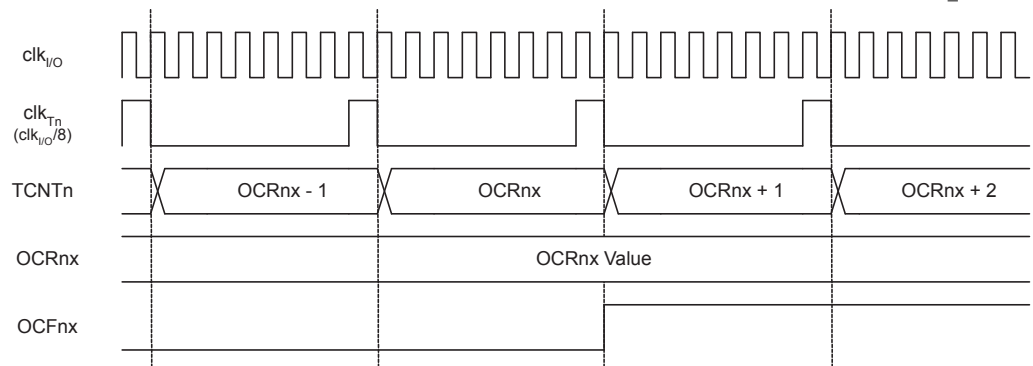 clkI/O
clkTn
(clkI/O/8)
TCNTn OCRnx - 1 OCRnx OCRnx + 1 OCRnx + 2
OCRnx OCRnx Value
OCFnx